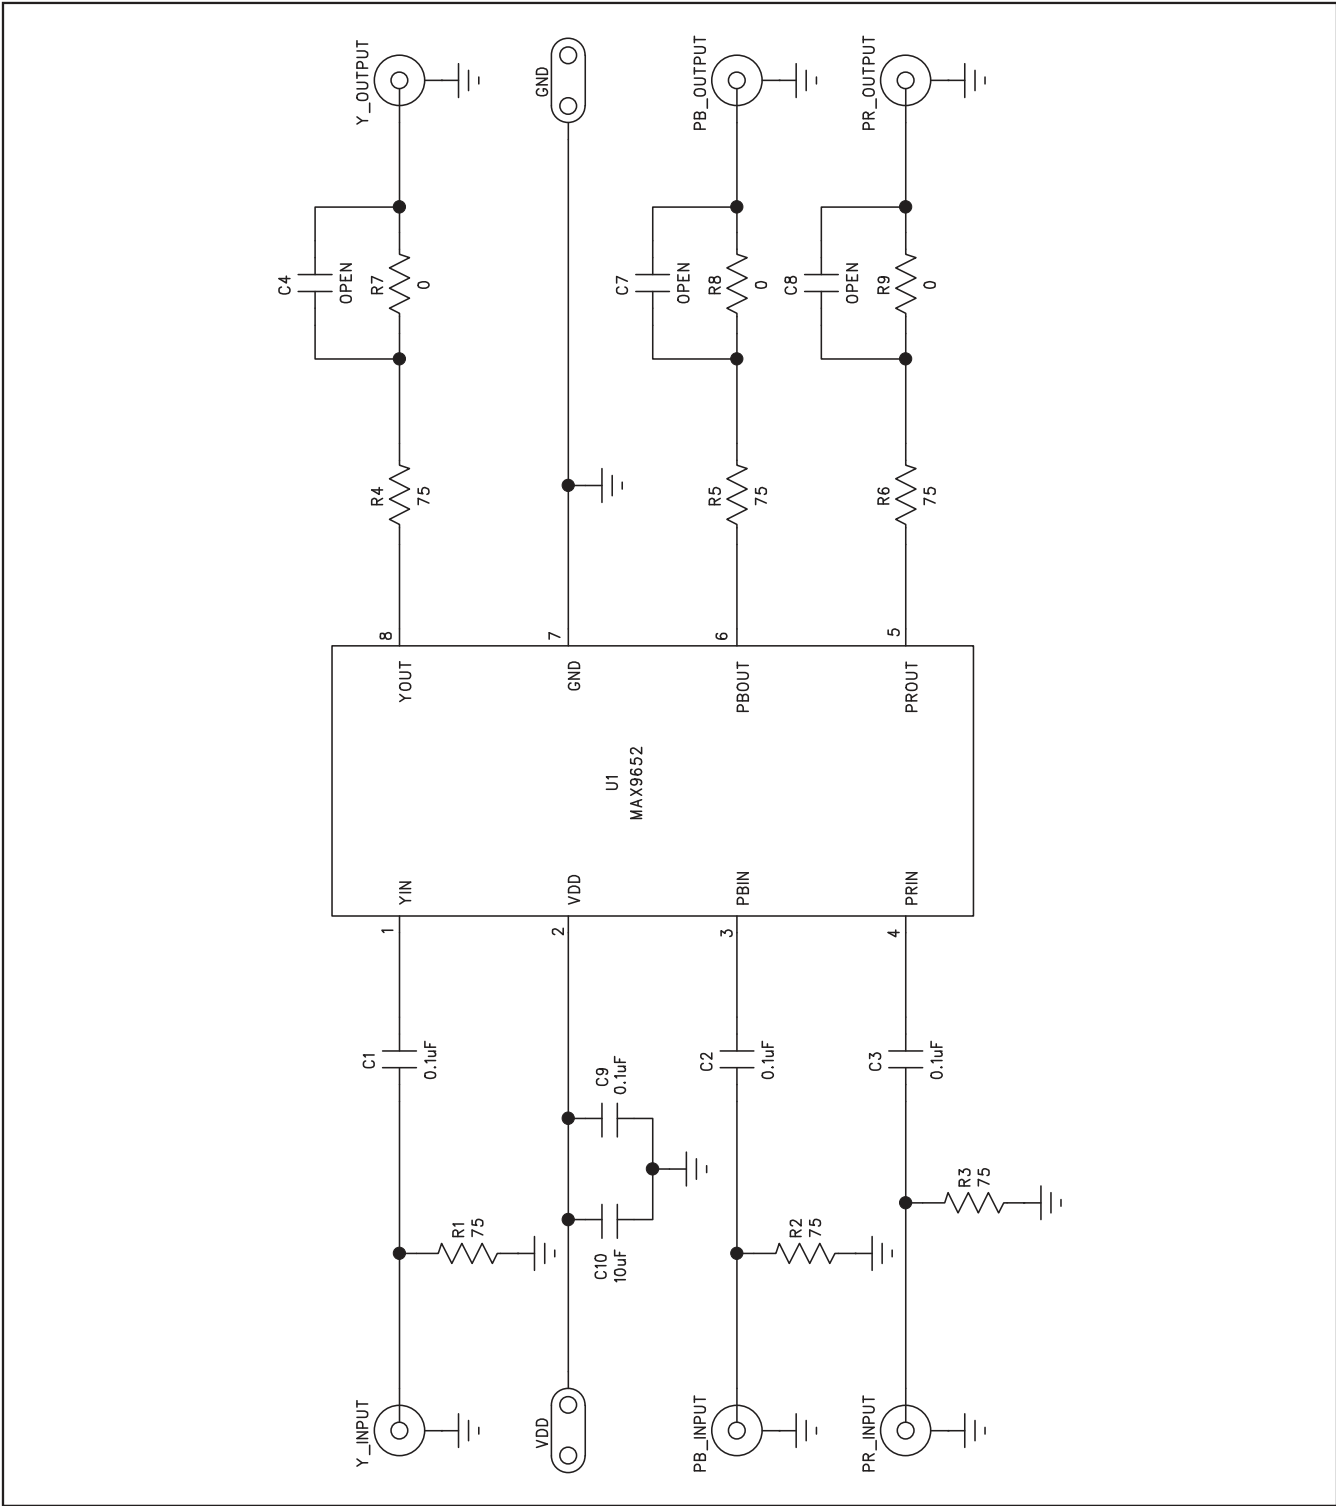 Y_OUTPUT
GND
PB_OUTPUT
PR_OUTPUT
C4
OPEN
R7
0
C7
OPEN
R8
0
C8
OPEN
R9
0
R4
75
R5
75
R6
75
8
7
6
5
YOUT
GND
PBOUT
PROUT
U1
MAX9652
YIN
VDD
PBIN
PRIN
1
2
3
4
C1
0.1uF
C9
0.1uF
C2
0.1uF
C3
0.1uF
R1
75
C10
10uF
R2
75
R3
75
Y_INPUT
VDD
PB_INPUT
PR_INPUT